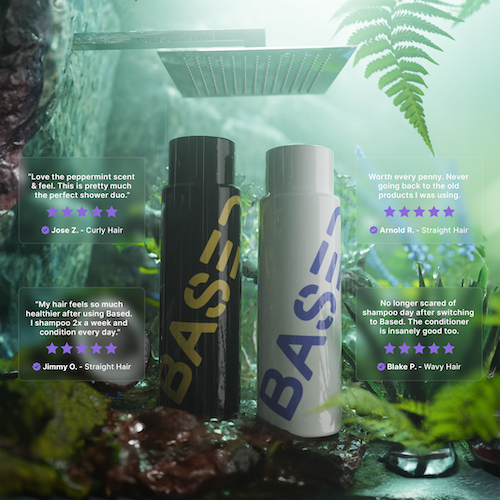 "Love the peppermint scent
& feel. This is pretty much
the perfect shower duo."
Jose Z. - Curly Hair
Worth every penny. Never
going back to the old
products I was using.
Arnold R. - Straight Hair
"My hair feels so much
healthier after using Based.
I shampoo 2x a week and
condition every day."
Jimmy O. - Straight Hair
No longer scared of
shampoo day after switching
to Based. The conditioner
is insanely good too.
Blake P. - Wavy Hair
BASED
BASED